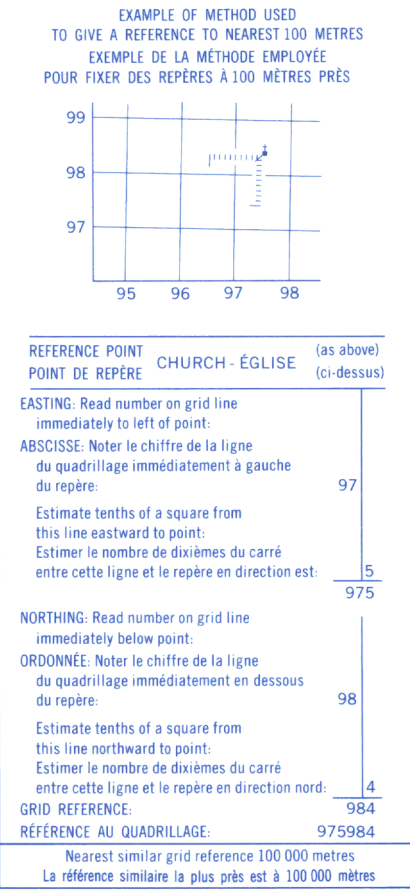 EXAMPLE OF METHOD USED
TO GIVE A REFERENCE TO NEAREST 100 METRES
EXEMPLE DE LA MÉTHODE EMPLOYÉE
POUR FIXER DES REPÈRES À 100 MÈTRES PRÈS
99
98
97
95 96 97 98
REFERENCE POINT
POINT DE REPÈRE
CHURCH - ÉGLISE
(as above)
(ci-dessus)
EASTING: Read number on grid line
immediately to left of point:
ABSCISSE: Noter le chiffre de la ligne
du quadrillage immédiatement à gauche
du repère: 97
Estimate tenths of a square from
this line eastward to point:
Estimer le nombre de dixièmes du carré
entre cette ligne et le repère en direction est: 5
975
NORTHING: Read number on grid line
immediately below point:
ORDONNÉE: Noter le chiffre de la ligne
du quadrillage immédiatement en dessous
du repère: 98
Estimate tenths of a square from
this line northward to point:
Estimer le nombre de dixièmes du carré
entre cette ligne et le repère en direction nord: 4
GRID REFERENCE: 984
RÉFÉRENCE AU QUADRILLAGE: 975984
Nearest similar grid reference 100 000 metres
La référence similaire la plus près est à 100 000 mètres